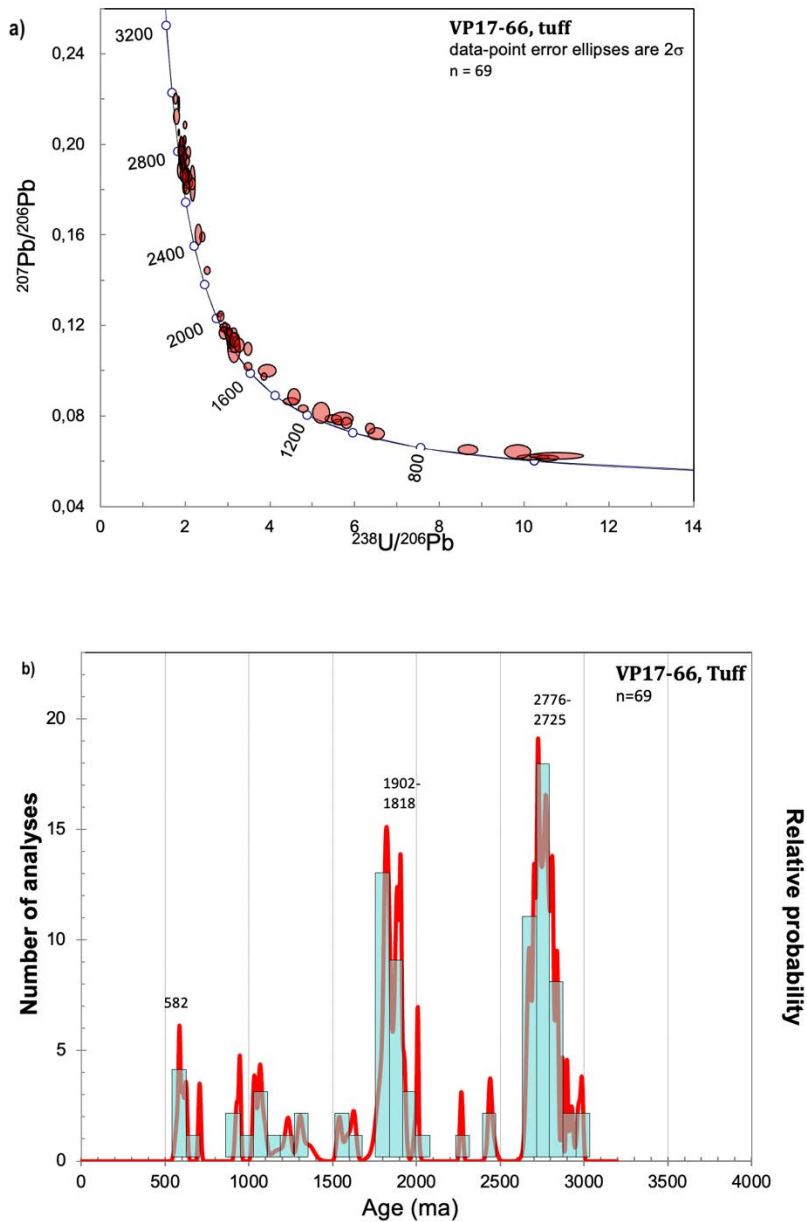 a)
VP17-66, tuff
data-point error ellipses are 2σ
n = 69
0,24
0,20
0,16
0,12
0,08
0,04
²⁰⁷Pb/²⁰⁶Pb
3200
2800
2400
2000
1600
1200
800
0 2 4 6 8 10 12 14
²³⁸U/²⁰⁶Pb
b)
VP17-66, Tuff
n=69
20
15
10
5
0
Number of analyses
582
1902-
1818
2776-
2725
Relative probability
0 500 1000 1500 2000 2500 3000 3500 4000
Age (ma)